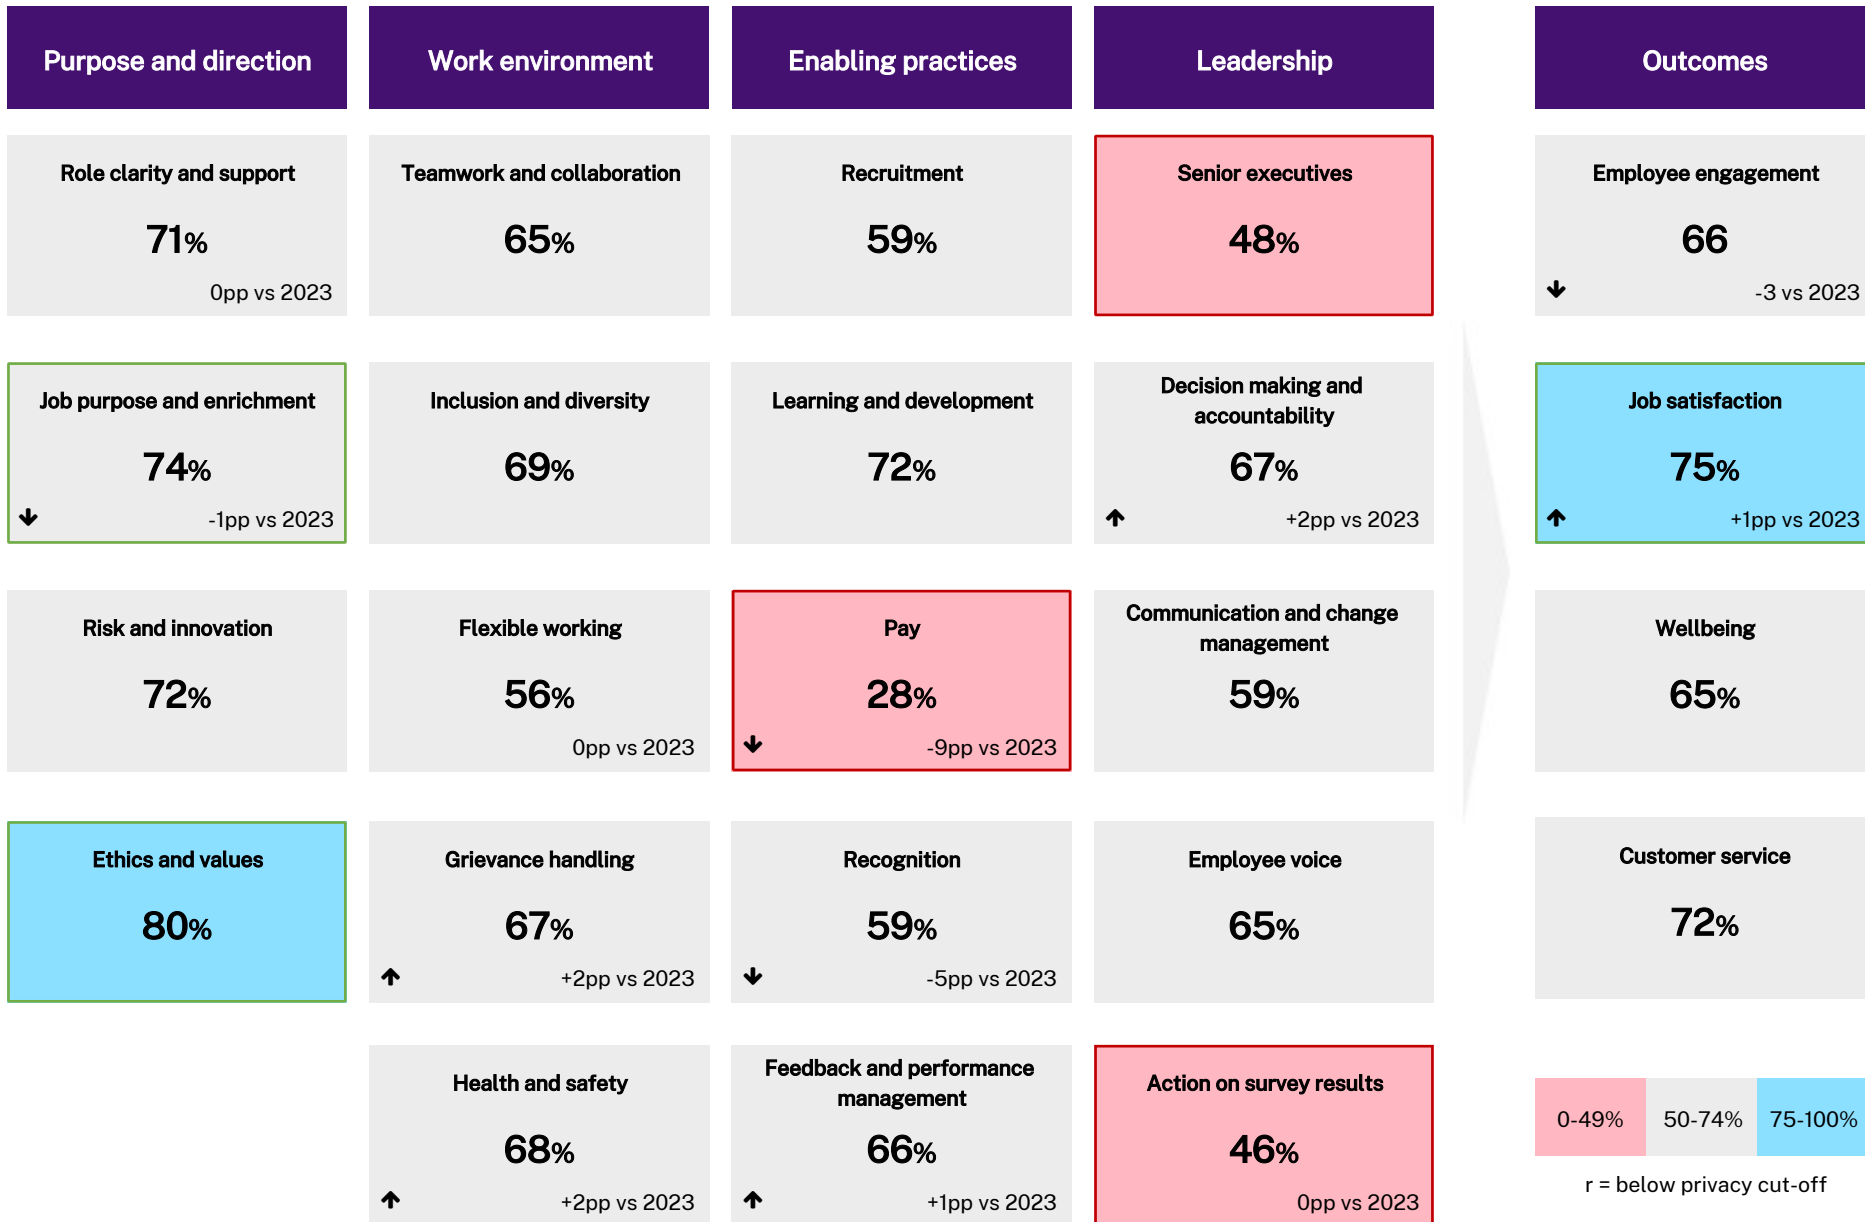 Purpose and direction
Work environment
Enabling practices
Leadership
Outcomes
Role clarity and support
71%
0pp vs 2023
Teamwork and collaboration
65%
Recruitment
59%
Senior executives
48%
Employee engagement
66
-3 vs 2023
Job purpose and enrichment
74%
-1pp vs 2023
Inclusion and diversity
69%
Learning and development
72%
Decision making and
accountability
67%
+2pp vs 2023
Job satisfaction
75%
+1pp vs 2023
Risk and innovation
72%
Flexible working
56%
0pp vs 2023
Pay
28%
-9pp vs 2023
Communication and change
management
59%
Wellbeing
65%
Ethics and values
80%
Grievance handling
67%
+2pp vs 2023
Recognition
59%
-5pp vs 2023
Employee voice
65%
Customer service
72%
Health and safety
68%
+2pp vs 2023
Feedback and performance
management
66%
+1pp vs 2023
Action on survey results
46%
0pp vs 2023
0-49%
50-74%
75-100%
r = below privacy cut-off